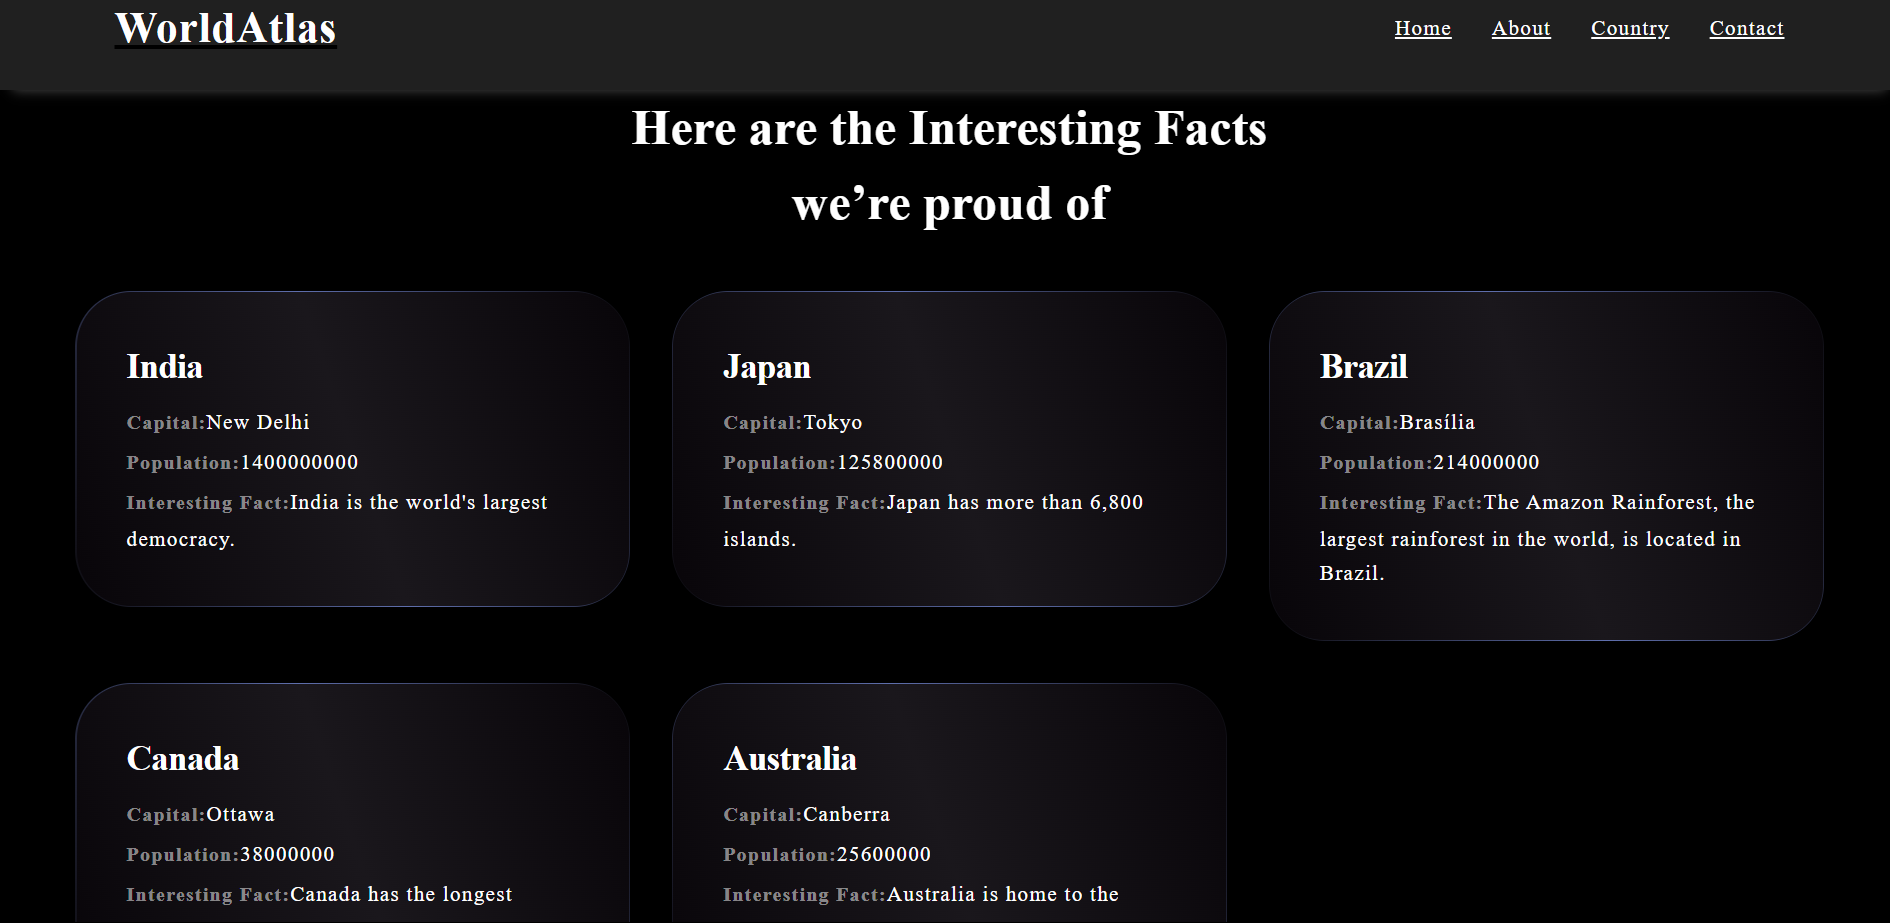 WorldAtlas
Home About Country Contact
Here are the Interesting Facts
we’re proud of
India
Capital:New Delhi
Population:1400000000
Interesting Fact:India is the world's largest
democracy.
Japan
Capital:Tokyo
Population:125800000
Interesting Fact:Japan has more than 6,800
islands.
Brazil
Capital:Brasília
Population:214000000
Interesting Fact:The Amazon Rainforest, the
largest rainforest in the world, is located in
Brazil.
Canada
Capital:Ottawa
Population:38000000
Interesting Fact:Canada has the longest
Australia
Capital:Canberra
Population:25600000
Interesting Fact:Australia is home to the